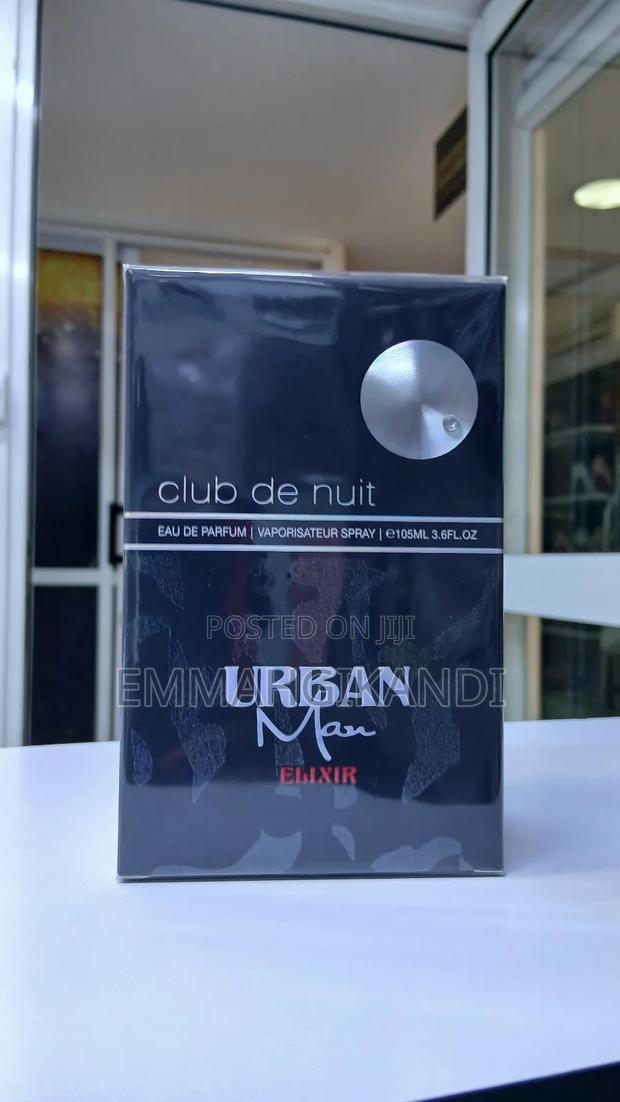 club de nuit
EAU DE PARFUM | VAPORISATEUR SPRAY | ℮105ML 3.6FL.OZ
POSTED ON JIJI
URBAN
Man
ELIXIR